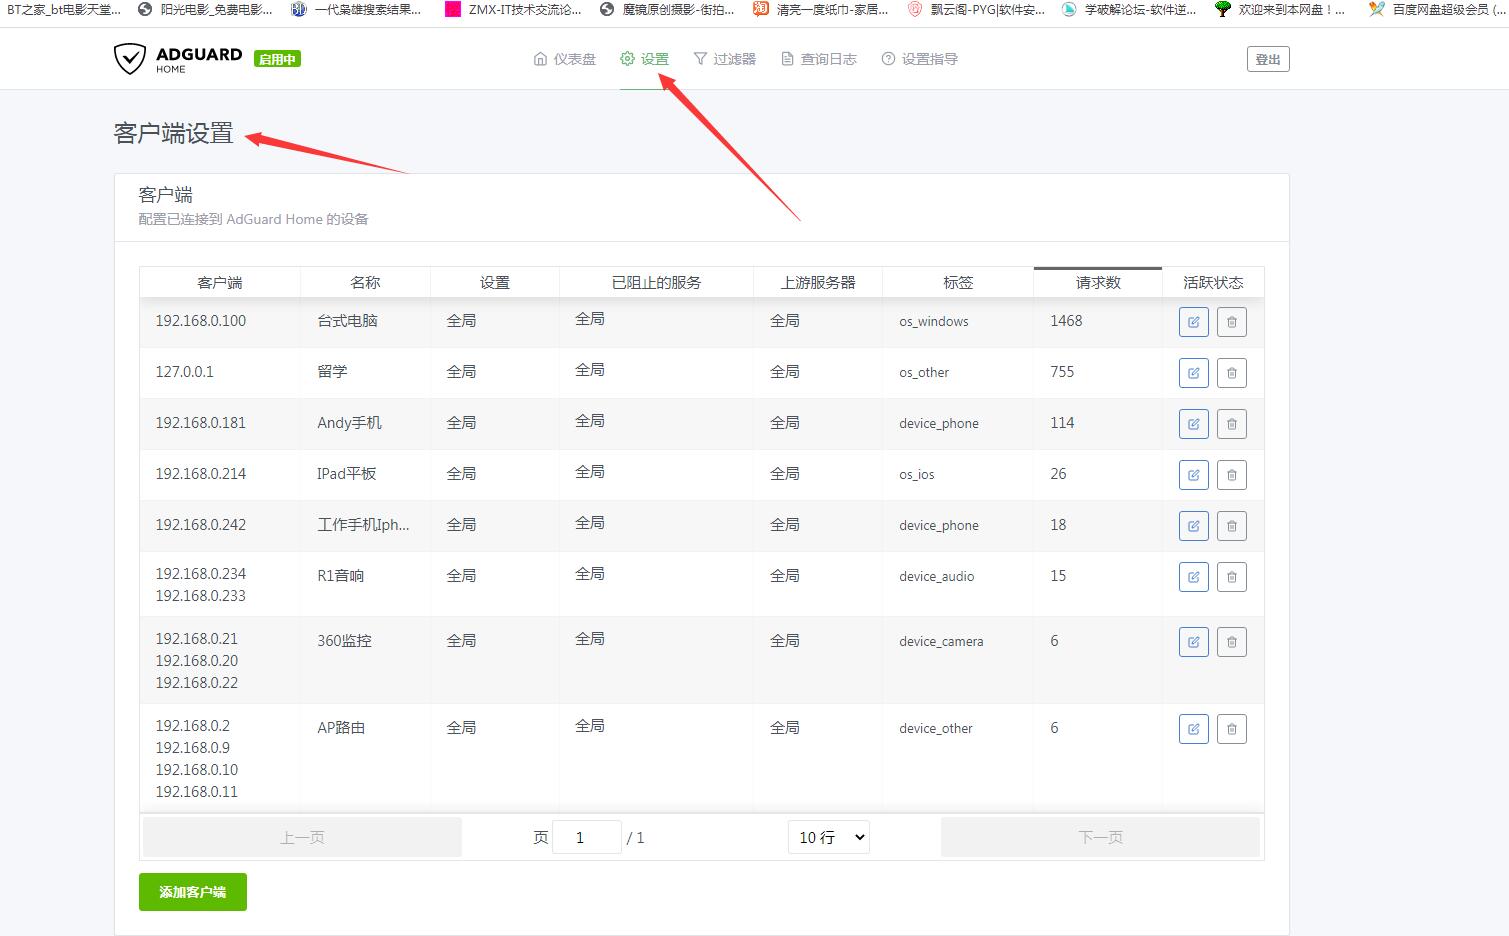 BT之家_bt电影天堂...
阳光电影_免费电影...
一代枭雄搜索结果...
ZMX-IT技术交流论...
魔镜原创摄影-街拍...
清亮一度纸巾-家居...
飘云阁-PYG|软件安...
学破解论坛-软件逆...
欢迎来到本网盘！...
百度网盘超级会员 (...
ADGUARD
HOME
启用中
仪表盘
设置
过滤器
查询日志
设置指导
登出
客户端设置
客户端
配置已连接到 AdGuard Home 的设备
客户端 名称 设置 已阻止的服务 上游服务器 标签 请求数 活跃状态
192.168.0.100 台式电脑 全局 全局 全局 os_windows 1468
127.0.0.1 留学 全局 全局 全局 os_other 755
192.168.0.181 Andy手机 全局 全局 全局 device_phone 114
192.168.0.214 IPad平板 全局 全局 全局 os_ios 26
192.168.0.242 工作手机Iph... 全局 全局 全局 device_phone 18
192.168.0.234 R1音响 全局 全局 全局 device_audio 15
192.168.0.233
192.168.0.21 360监控 全局 全局 全局 device_camera 6
192.168.0.20
192.168.0.22
192.168.0.2 AP路由 全局 全局 全局 device_other 6
192.168.0.9
192.168.0.10
192.168.0.11
上一页 页 1 / 1 10 行 下一页
添加客户端